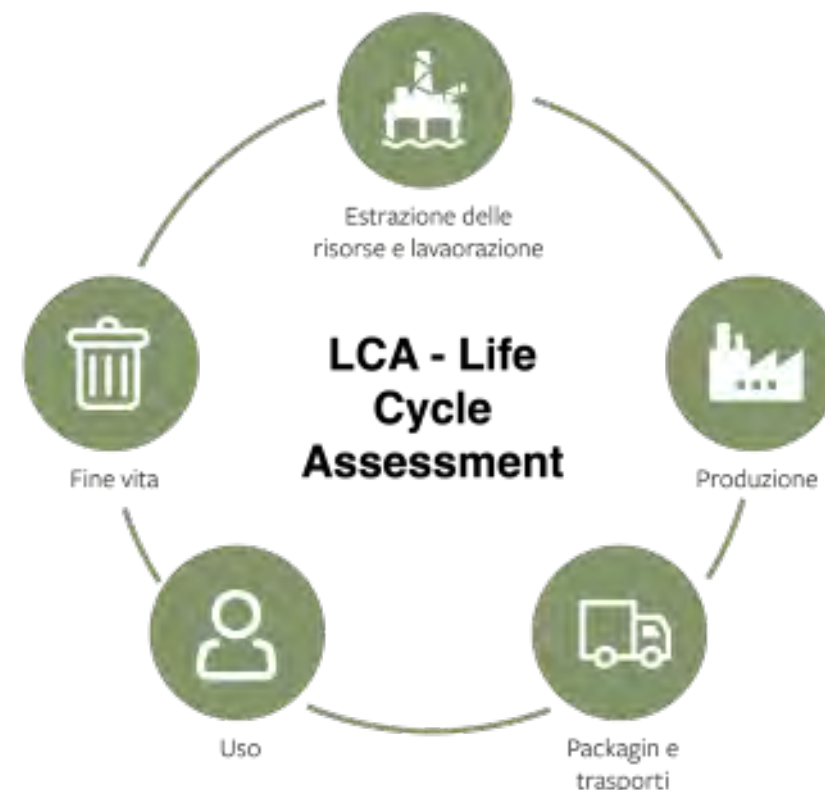 Estrazione delle
risorse e lavaorazione
LCA - Life
Cycle
Assessment
Fine vita
Produzione
Uso
Packagin e
trasporti